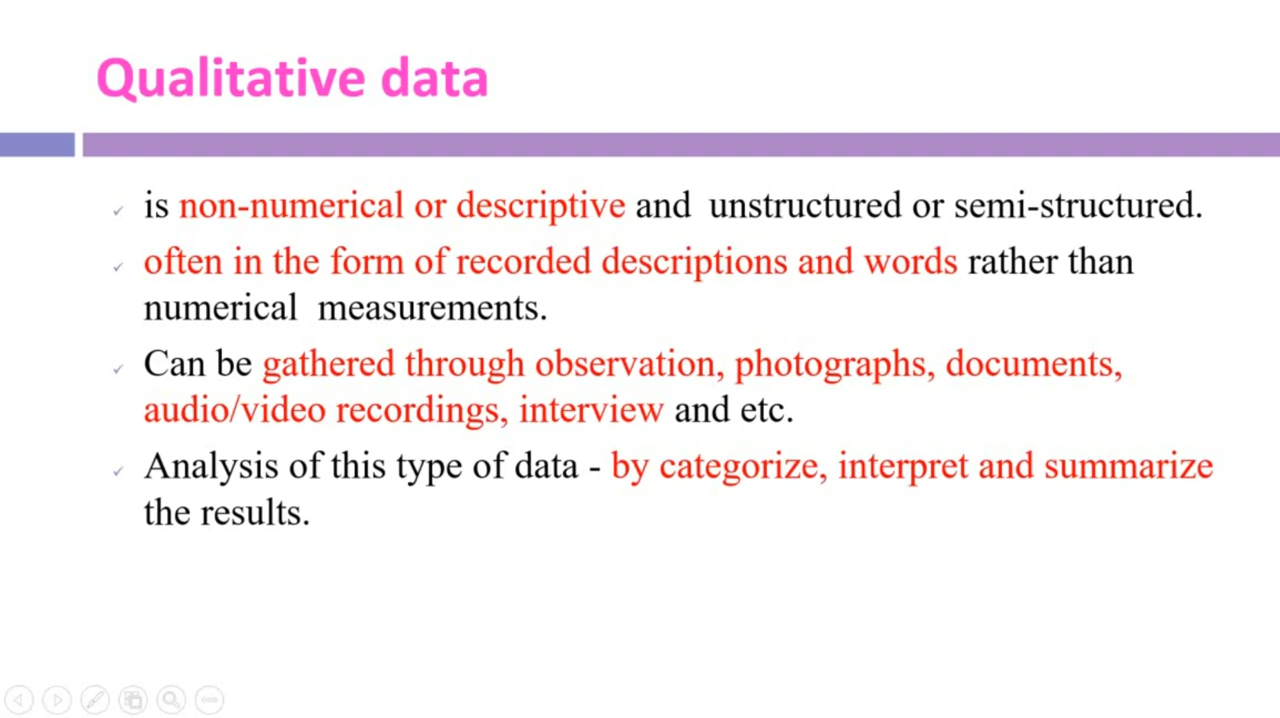 Qualitative data
is non-numerical or descriptive and unstructured or semi-structured.
often in the form of recorded descriptions and words rather than
numerical measurements.
Can be gathered through observation, photographs, documents,
audio/video recordings, interview and etc.
Analysis of this type of data - by categorize, interpret and summarize
the results.